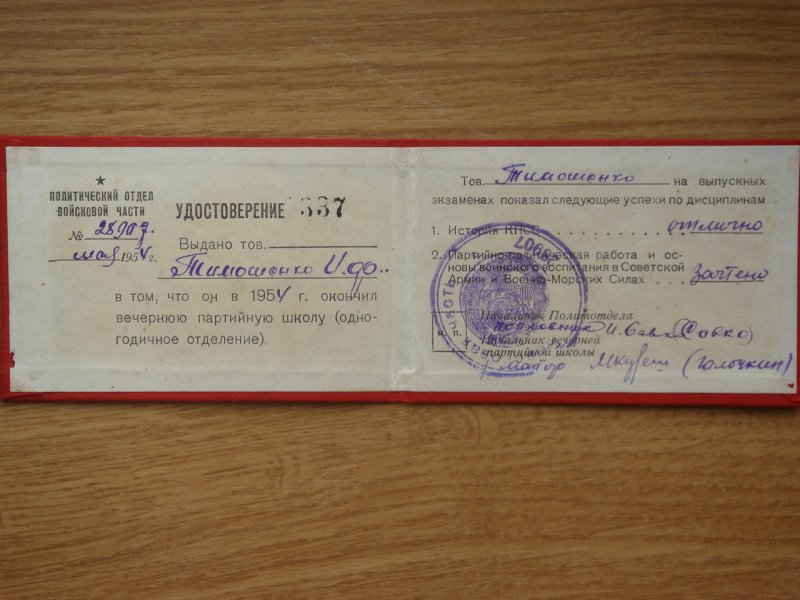 ПОЛИТИЧЕСКИЙ ОТДЕЛ
ВОЙСКОВОЙ ЧАСТИ
№ 28907
май 1954 г.
УДОСТОВЕРЕНИЕ 337
Выдано тов.
Тимошенко И.Ф.
в том, что он в 1954 г. окончил
вечернюю партийную школу (одно-
годичное отделение).
Тов. Тимошенко на выпускных
экзаменах показал следующие успехи по дисциплинам
1. История КПСС . . . . . . . . . . . отлично
2. Партийно-политическая работа и ос-
новы воинского воспитания в Советской
Армии и Военно-Морских Силах . . . Зачтено
Начальник Политотдела
полковник (Савко)
м. п.
Начальник вечерней
партийной школы
майор (Галочкин)